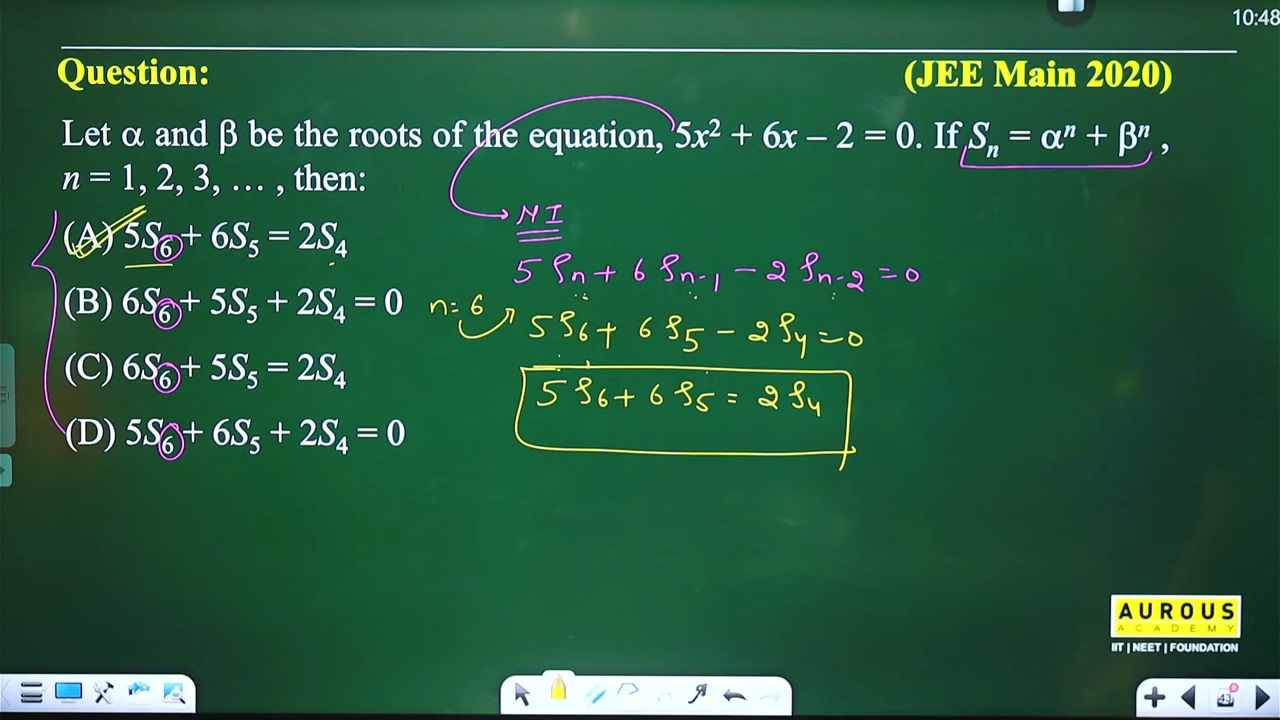 10:48
Question:
(JEE Main 2020)
Let α and β be the roots of the equation, 5x² + 6x – 2 = 0. If Sₙ = αⁿ + βⁿ ,
n = 1, 2, 3, … , then:
(A) 5S₆ + 6S₅ = 2S₄
(B) 6S₆ + 5S₅ + 2S₄ = 0
(C) 6S₆ + 5S₅ = 2S₄
(D) 5S₆ + 6S₅ + 2S₄ = 0
NI
5Sₙ + 6Sₙ₋₁ – 2Sₙ₋₂ = 0
n=6
5S₆ + 6S₅ – 2S₄ = 0
5S₆ + 6S₅ = 2S₄
AUROUS
ACADEMY
IIT | NEET | FOUNDATION
43